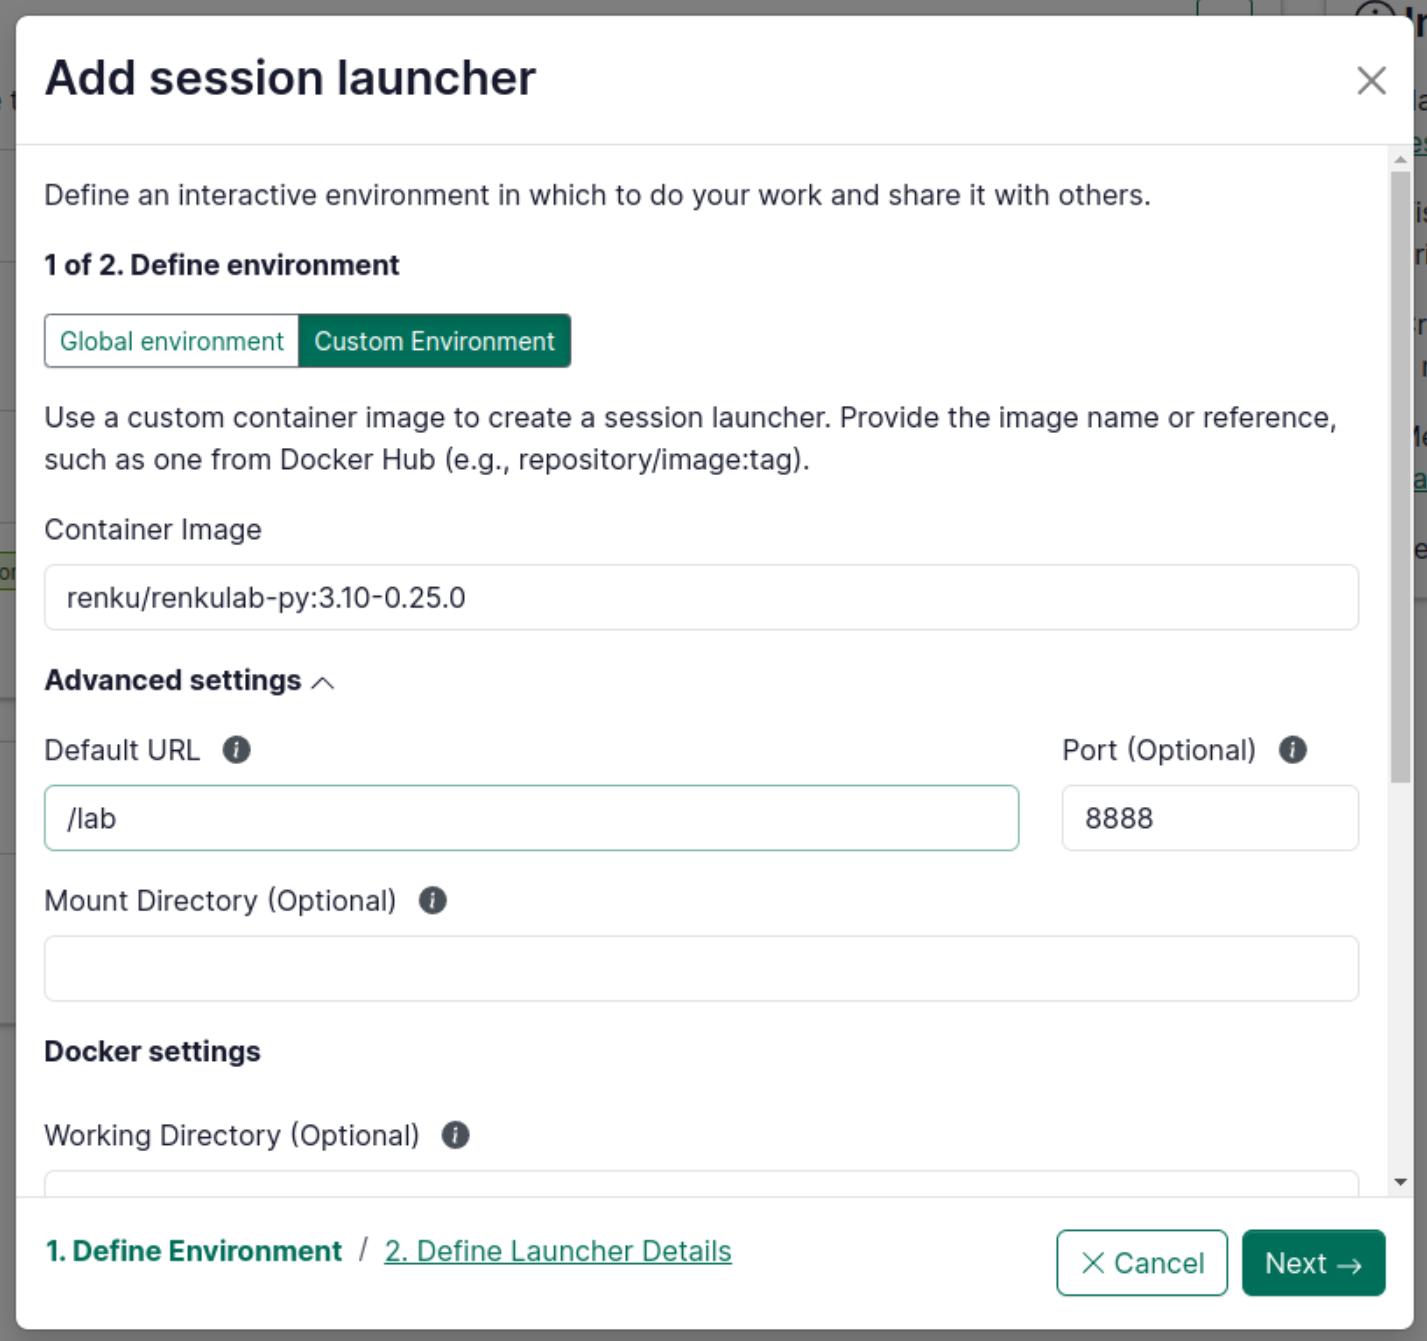 Add session launcher
Define an interactive environment in which to do your work and share it with others.
1 of 2. Define environment
Global environment Custom Environment
Use a custom container image to create a session launcher. Provide the image name or reference,
such as one from Docker Hub (e.g., repository/image:tag).
Container Image
renku/renkulab-py:3.10-0.25.0
Advanced settings
Default URL Port (Optional)
/lab 8888
Mount Directory (Optional)
Docker settings
Working Directory (Optional)
1. Define Environment / 2. Define Launcher Details
Cancel Next →